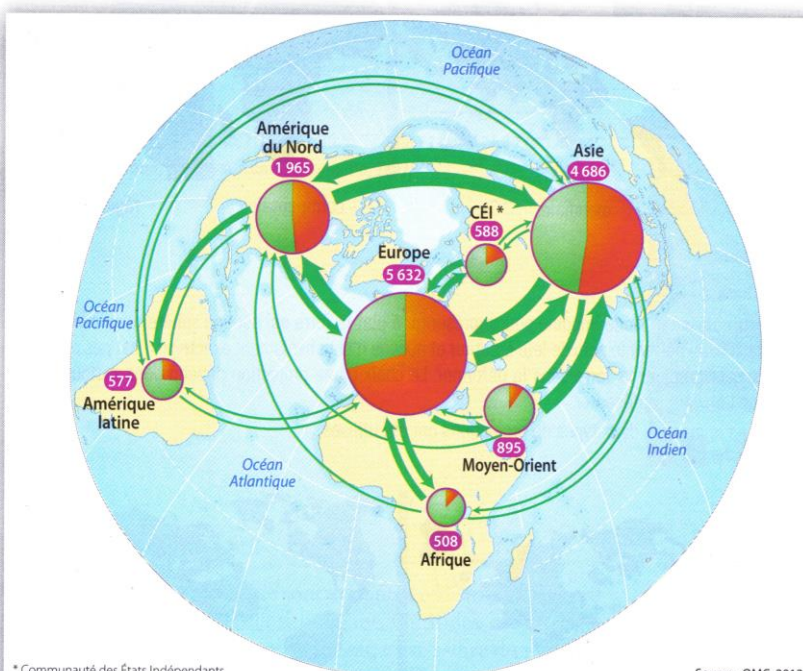 Océan
Pacifique
Amérique
du Nord
1 965
Asie
4 686
CÉI *
588
Europe
5 632
Océan
Pacifique
577
Amérique
latine
895
Moyen-Orient
Océan
Indien
Océan
Atlantique
508
Afrique
* Communauté des États Indépendants